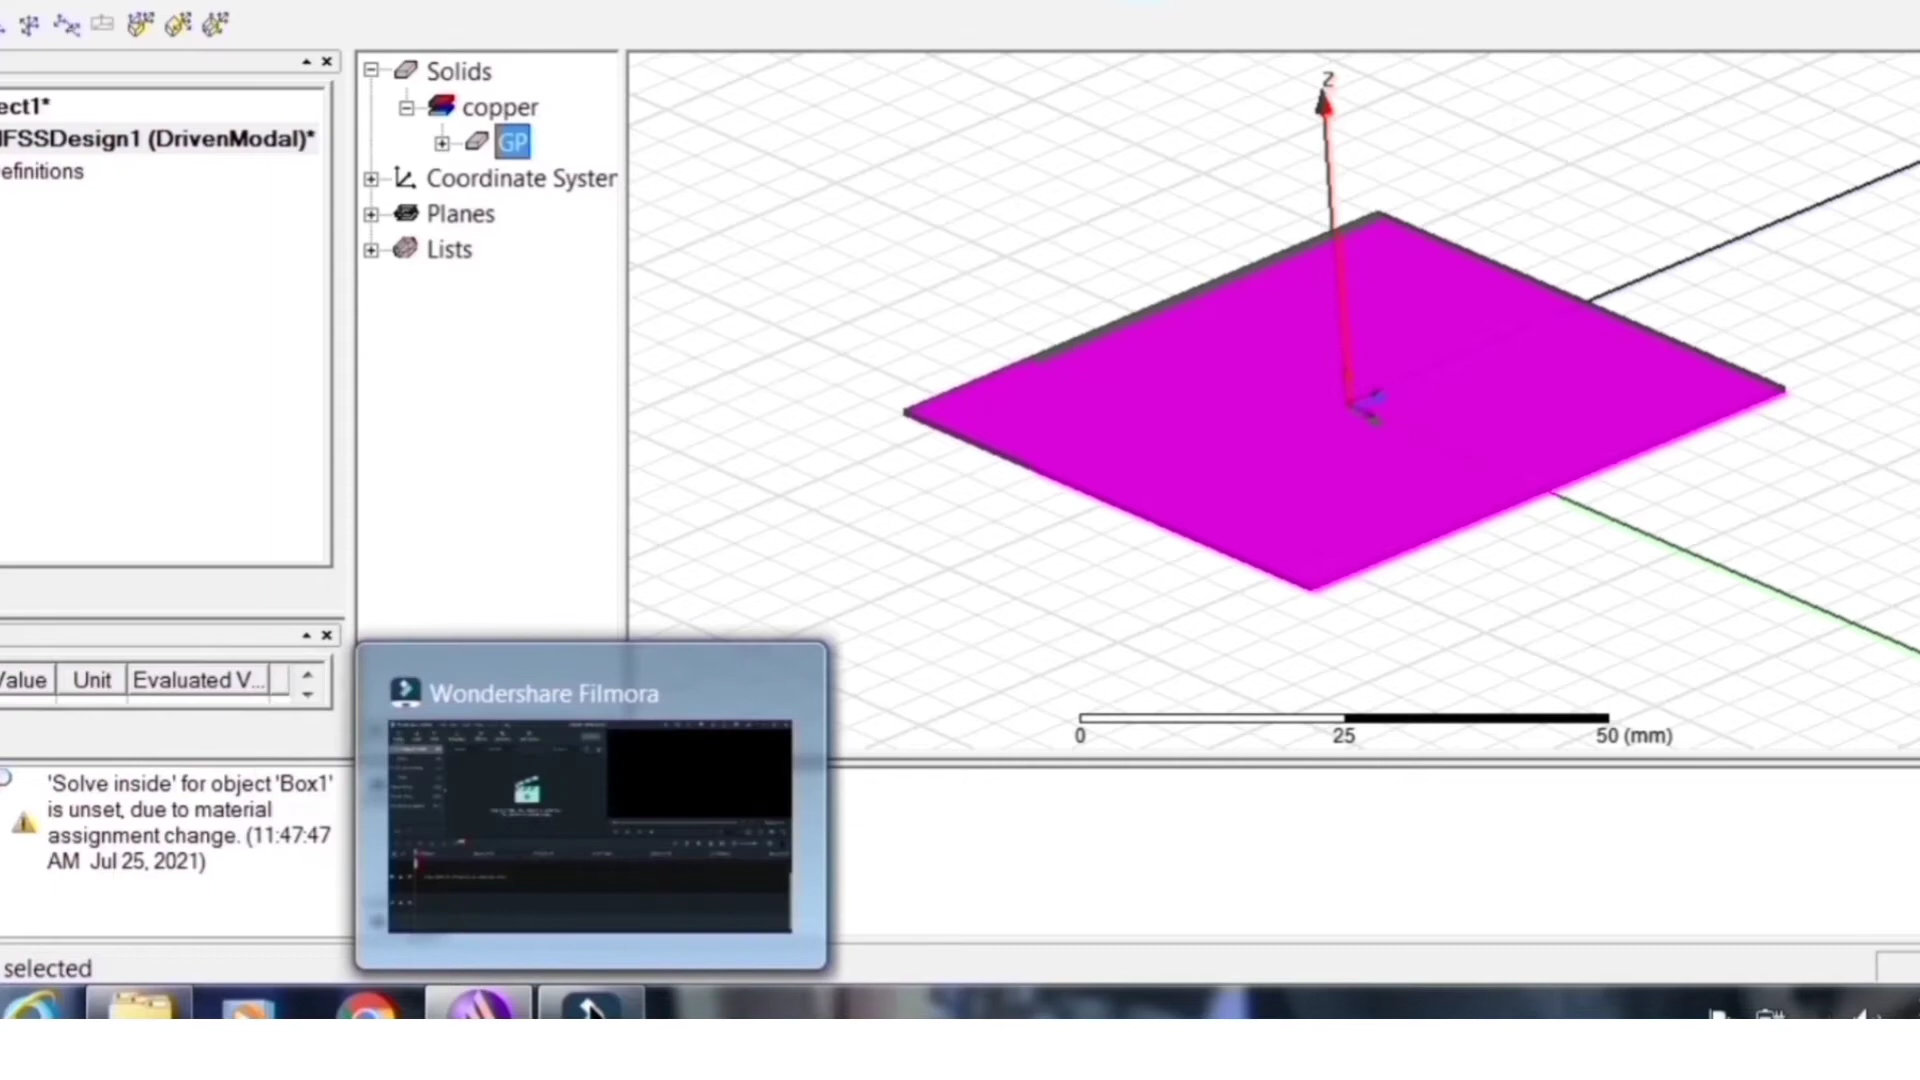 ect1*
FSSDesign1 (DrivenModal)*
efinitions
Solids
copper
GP
Coordinate Syster
Planes
Lists
Z
0
25
50 (mm)
Value
Unit
Evaluated V...
Wondershare Filmora
'Solve inside' for object 'Box1'
is unset, due to material
assignment change. (11:47:47
AM Jul 25, 2021)
selected